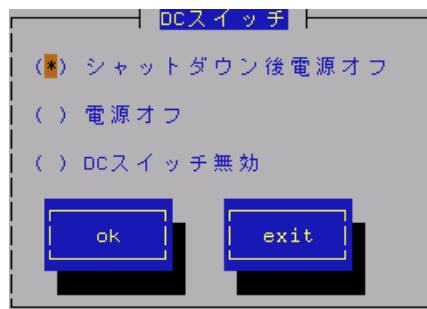 DCスイッチ
(*) シャットダウン後電源オフ
( ) 電源オフ
( ) DCスイッチ無効
ok exit